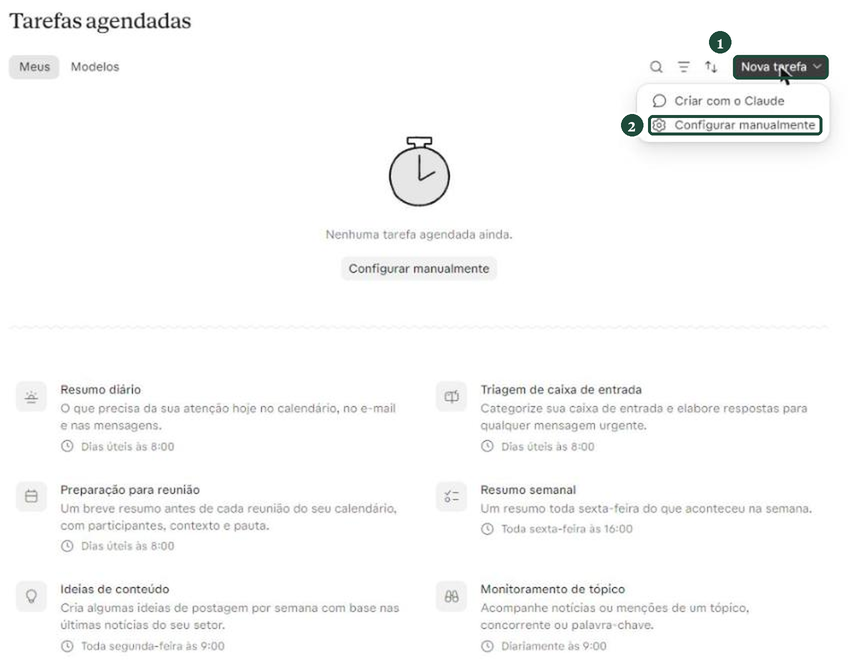 Tarefas agendadas
Meus
Modelos
1
Nova tarefa
Criar com o Claude
2
Configurar manualmente
Nenhuma tarefa agendada ainda.
Configurar manualmente
Resumo diário
O que precisa da sua atenção hoje no calendário, no e-mail
e nas mensagens.
Dias úteis às 8:00
Triagem de caixa de entrada
Categorize sua caixa de entrada e elabore respostas para
qualquer mensagem urgente.
Dias úteis às 8:00
Preparação para reunião
Um breve resumo antes de cada reunião do seu calendário,
com participantes, contexto e pauta.
Dias úteis às 8:00
Resumo semanal
Um resumo toda sexta-feira do que aconteceu na semana.
Toda sexta-feira às 16:00
Ideias de conteúdo
Cria algumas ideias de postagem por semana com base nas
últimas notícias do seu setor.
Toda segunda-feira às 9:00
Monitoramento de tópico
Acompanhe notícias ou menções de um tópico,
concorrente ou palavra-chave.
Diariamente às 9:00